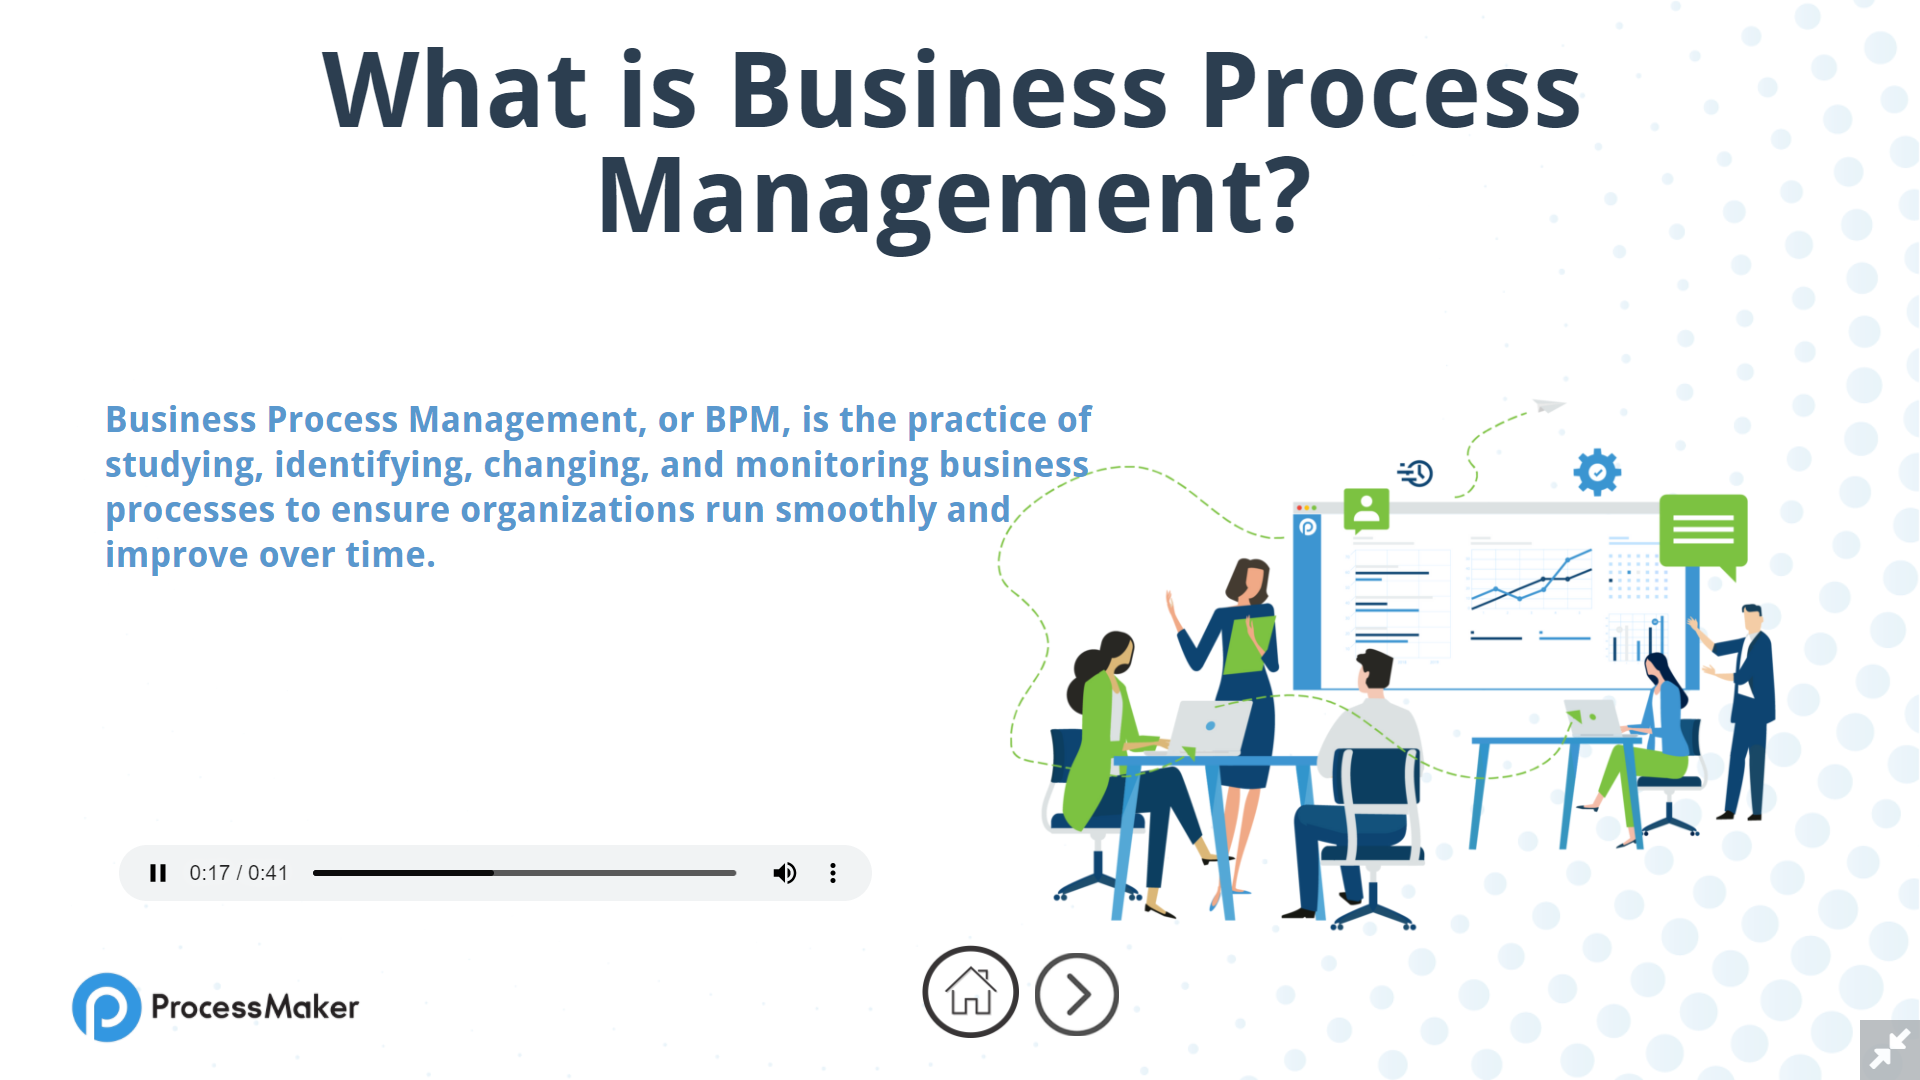 What is Business Process
Management?
Business Process Management, or BPM, is the practice of
studying, identifying, changing, and monitoring business
processes to ensure organizations run smoothly and
improve over time.
0:17 / 0:41
ProcessMaker